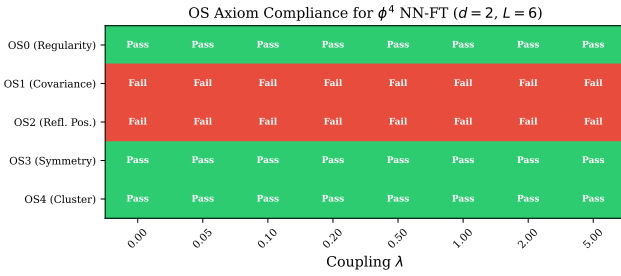 OS Axiom Compliance for ϕ⁴ NN-FT (d = 2, L = 6)
OS0 (Regularity) Pass Pass Pass Pass Pass Pass Pass Pass
OS1 (Covariance) Fail Fail Fail Fail Fail Fail Fail Fail
OS2 (Refl. Pos.) Fail Fail Fail Fail Fail Fail Fail Fail
OS3 (Symmetry) Pass Pass Pass Pass Pass Pass Pass Pass
OS4 (Cluster) Pass Pass Pass Pass Pass Pass Pass Pass
0.00 0.05 0.10 0.20 0.50 1.00 2.00 5.00
Coupling λ